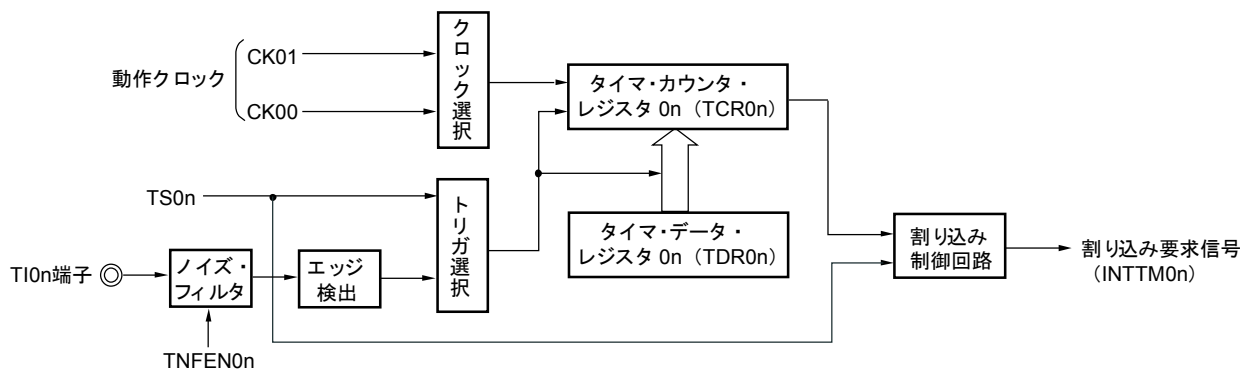 動作クロック
CK01
CK00
クロック選択
タイマ・カウンタ・
レジスタ 0n（TCR0n）
TS0n
トリガ選択
タイマ・データ・
レジスタ 0n（TDR0n）
TI0n端子
ノイズ・
フィルタ
エッジ
検出
TNFEN0n
割り込み
制御回路
割り込み要求信号
（INTTM0n）